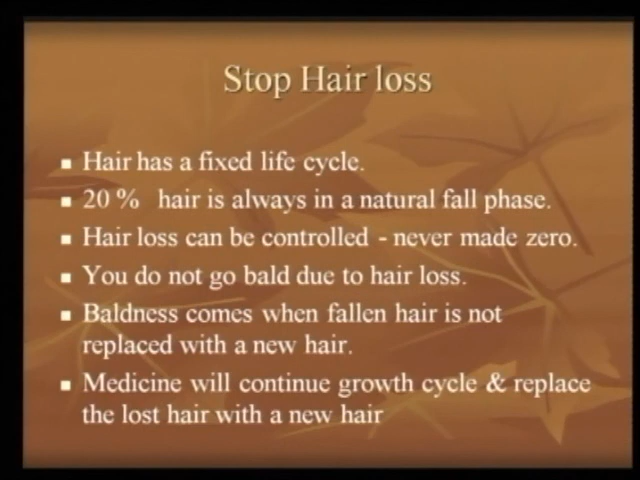 Stop Hair loss
Hair has a fixed life cycle.
20 % hair is always in a natural fall phase.
Hair loss can be controlled - never made zero.
You do not go bald due to hair loss.
Baldness comes when fallen hair is not
replaced with a new hair.
Medicine will continue growth cycle & replace
the lost hair with a new hair